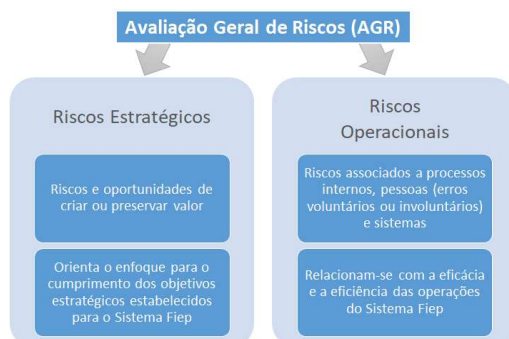 Avaliação Geral de Riscos (AGR)
Riscos Estratégicos
Riscos e oportunidades de
criar ou preservar valor
Orienta o enfoque para o
cumprimento dos objetivos
estratégicos estabelecidos
para o Sistema Fiep
Riscos
Operacionais
Riscos associados a processos
internos, pessoas (erros
voluntários ou involuntários)
e sistemas
Relacionam-se com a eficácia
e a eficiência das operações
do Sistema Fiep